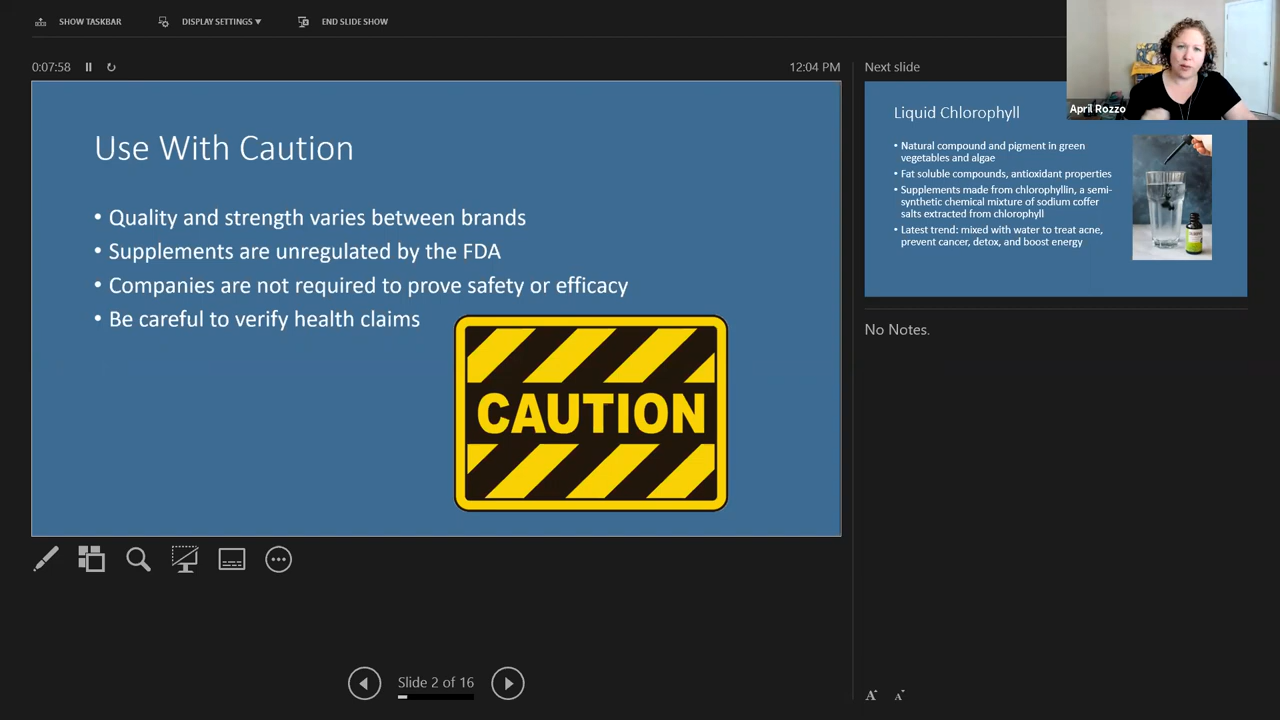 SHOW TASKBAR
DISPLAY SETTINGS ▼
END SLIDE SHOW
0:07:58
12:04 PM
Use With Caution
• Quality and strength varies between brands
• Supplements are unregulated by the FDA
• Companies are not required to prove safety or efficacy
• Be careful to verify health claims
CAUTION
Slide 2 of 16
Next slide
April Rozzo
Liquid Chlorophyll
• Natural compound and pigment in green
vegetables and algae
• Fat soluble compounds, antioxidant properties
• Supplements made from chlorophyllin, a semi-
synthetic chemical mixture of sodium coffer
salts extracted from chlorophyll
• Latest trend: mixed with water to treat acne,
prevent cancer, detox, and boost energy
No Notes.
A
A